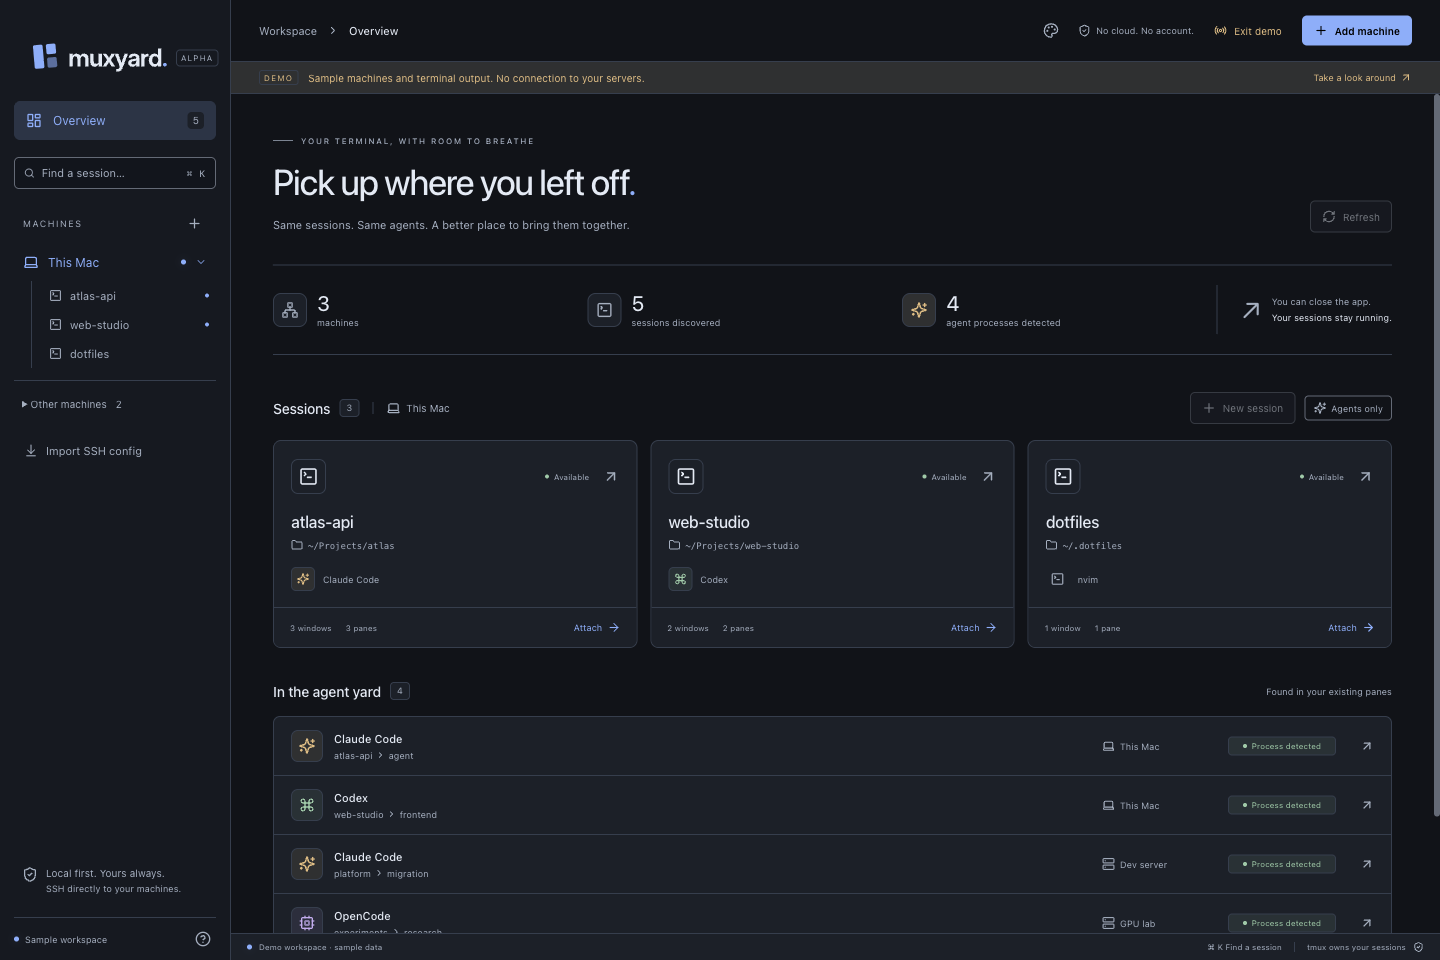 muxyard.
ALPHA
Overview
5
Find a session...
⌘ K
MACHINES
This Mac
atlas-api
web-studio
dotfiles
Other machines 2
Import SSH config
Local first. Yours always.
SSH directly to your machines.
Sample workspace
Workspace > Overview
No cloud. No account.
Exit demo
Add machine
DEMO
Sample machines and terminal output. No connection to your servers.
Take a look around
YOUR TERMINAL, WITH ROOM TO BREATHE
Pick up where you left off.
Same sessions. Same agents. A better place to bring them together.
Refresh
3
machines
5
sessions discovered
4
agent processes detected
You can close the app.
Your sessions stay running.
Sessions 3
This Mac
New session
Agents only
Available
atlas-api
~/Projects/atlas
Claude Code
3 windows 3 panes
Attach
Available
web-studio
~/Projects/web-studio
Codex
2 windows 2 panes
Attach
Available
dotfiles
~/.dotfiles
nvim
1 window 1 pane
Attach
In the agent yard 4
Found in your existing panes
Claude Code
atlas-api > agent
This Mac
Process detected
Codex
web-studio > frontend
This Mac
Process detected
Claude Code
platform > migration
Dev server
Process detected
OpenCode
experiments > research
GPU lab
Process detected
Demo workspace · sample data
⌘ K Find a session
tmux owns your sessions